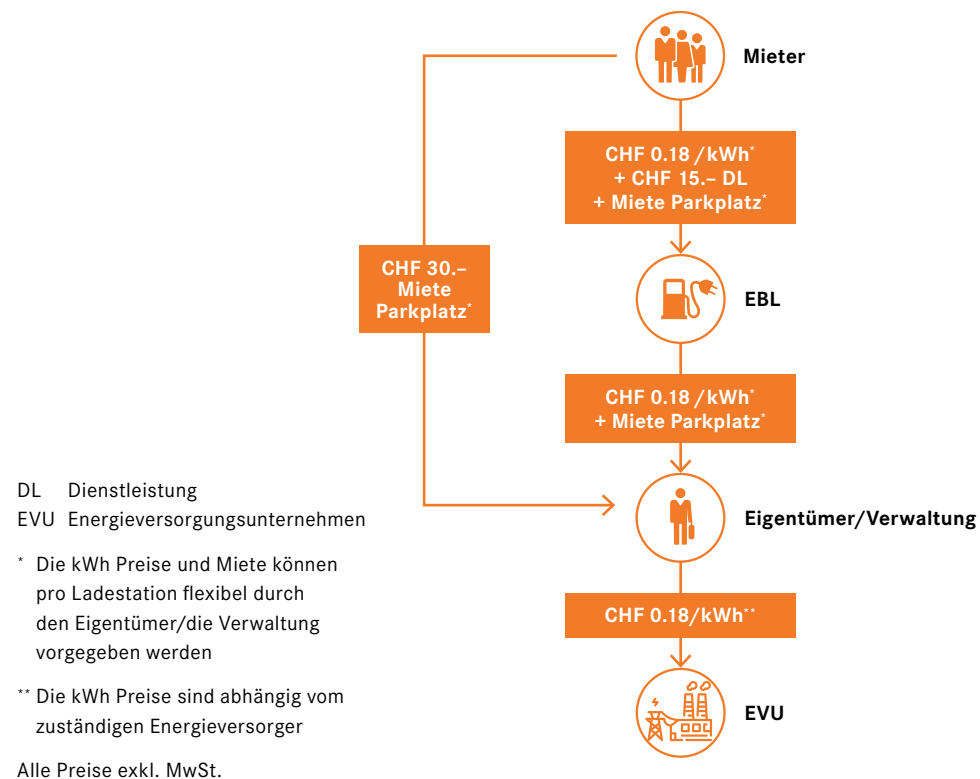 Mieter
CHF 0.18 /kWh*
+ CHF 15.– DL
+ Miete Parkplatz*
CHF 30.–
Miete
Parkplatz*
EBL
CHF 0.18 /kWh*
+ Miete Parkplatz*
Eigentümer/Verwaltung
CHF 0.18/kWh**
EVU
DL Dienstleistung
EVU Energieversorgungsunternehmen
* Die kWh Preise und Miete können
pro Ladestation flexibel durch
den Eigentümer/die Verwaltung
vorgegeben werden
** Die kWh Preise sind abhängig vom
zuständigen Energieversorger
Alle Preise exkl. MwSt.